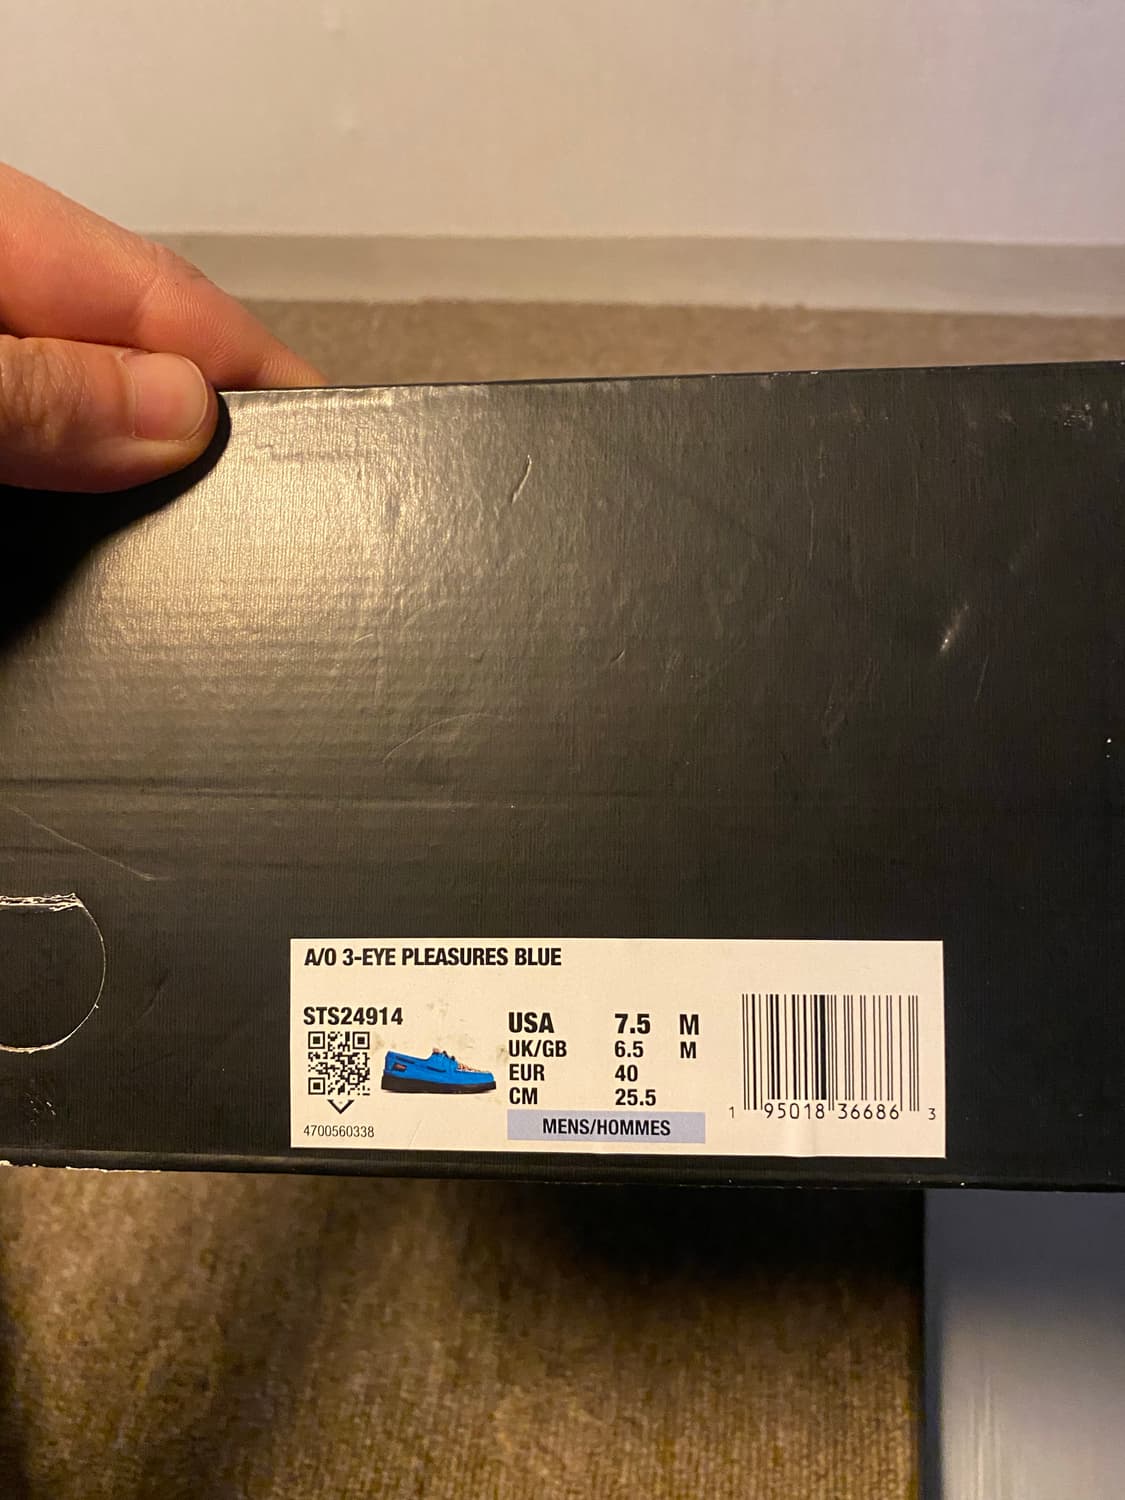 A/O 3-EYE PLEASURES BLUE
STS24914
USA 7.5 M
UK/GB 6.5 M
EUR 40
CM 25.5
MENS/HOMMES
4700560338
1 95018 36686 3